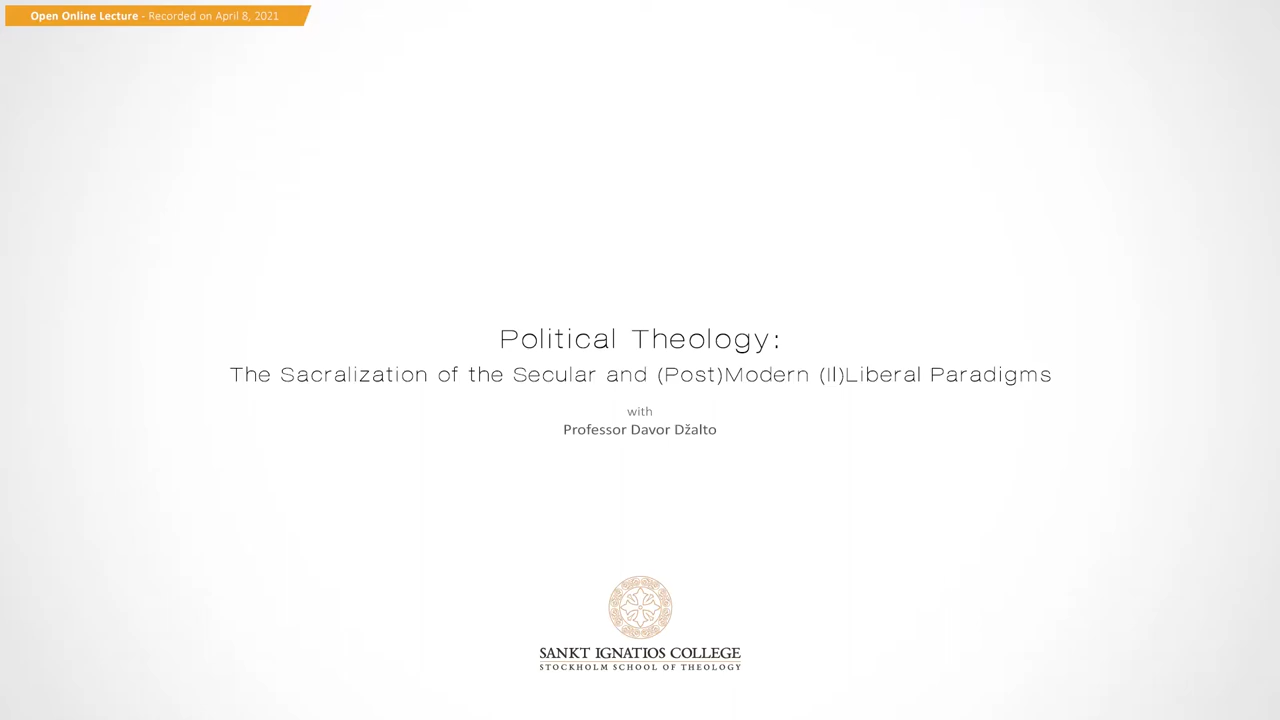 Open Online Lecture - Recorded on April 8, 2021
Political Theology:
The Sacralization of the Secular and (Post)Modern (Il)Liberal Paradigms
with
Professor Davor Džalto
SANKT IGNATIOS COLLEGE
STOCKHOLM SCHOOL OF THEOLOGY